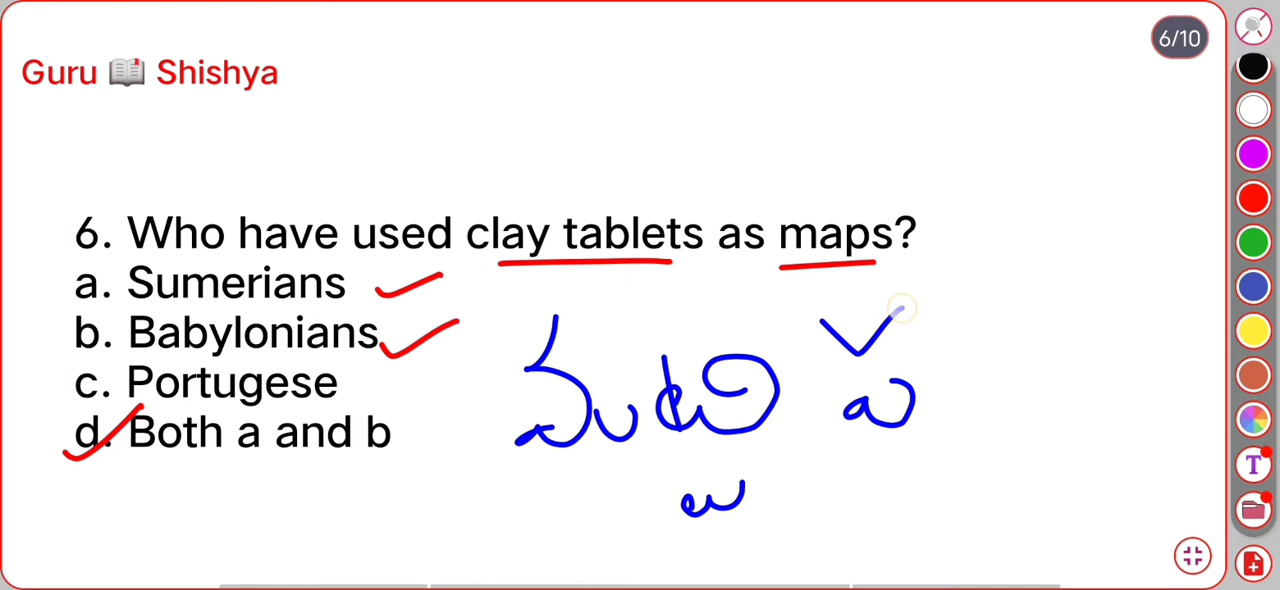 6/10
Guru 📖 Shishya
6. Who have used clay tablets as maps?
a. Sumerians
b. Babylonians
c. Portugese
d. Both a and b
T